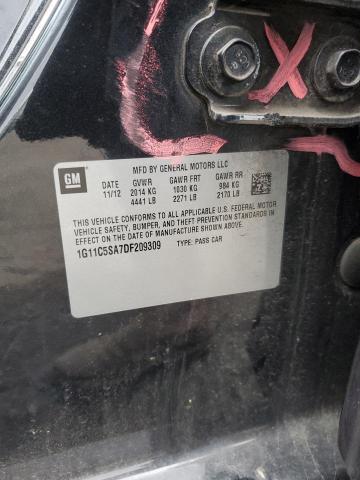 X
MFD BY GENERAL MOTORS LLC
GM
DATE GVWR GAWR FRT GAWR RR
11/12 2014 KG 1030 KG 984 KG
4441 LB 2271 LB 2170 LB
THIS VEHICLE CONFORMS TO ALL APPLICABLE U.S. FEDERAL MOTOR
VEHICLE SAFETY, BUMPER, AND THEFT PREVENTION STANDARDS IN
EFFECT ON THE DATE OF MANUFACTURE SHOWN ABOVE.
1G11C5SA7DF209309 TYPE: PASS CAR